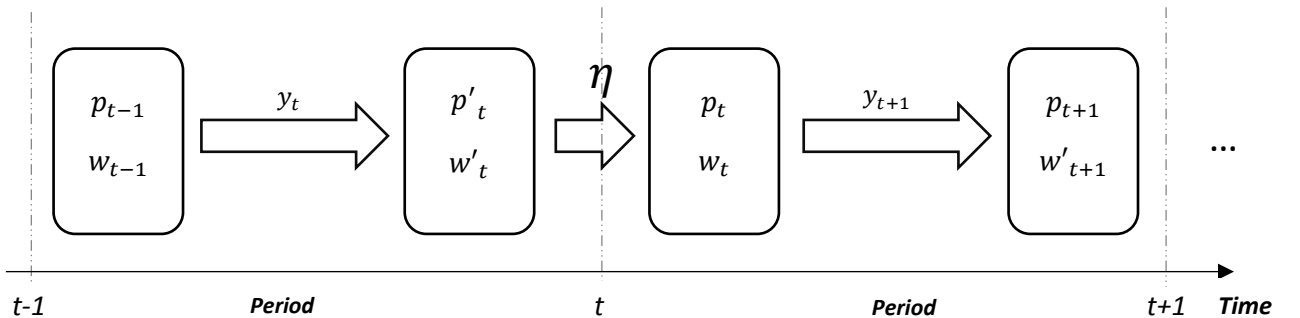 η
p_{t−1} y_t p′_t p_t y_{t+1} p_{t+1}
w_{t−1} w′_t w_t w′_{t+1} ...
t-1 Period t Period t+1 Time